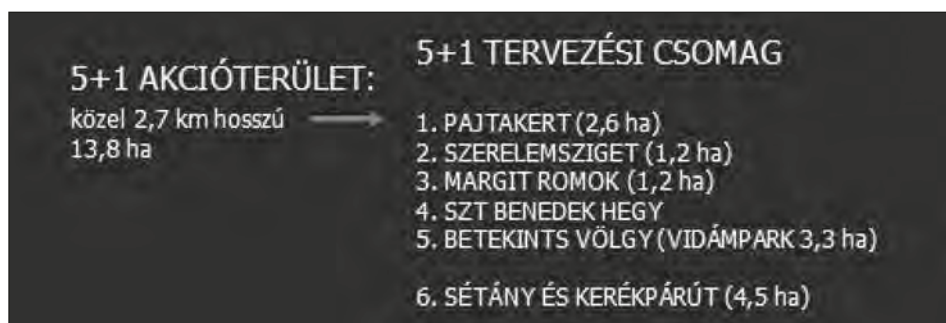 5+1 AKCIÓTERÜLET:
közel 2,7 km hosszú
13,8 ha
5+1 TERVEZÉSI CSOMAG
1. PAJTAKERT (2,6 ha)
2. SZERELEMSZIGET (1,2 ha)
3. MARGIT ROMOK (1,2 ha)
4. SZT BENEDEK HEGY
5. BETEKINTS VÖLGY (VIDÁMPARK 3,3 ha)
6. SÉTÁNY ÉS KERÉKPÁRÚT (4,5 ha)